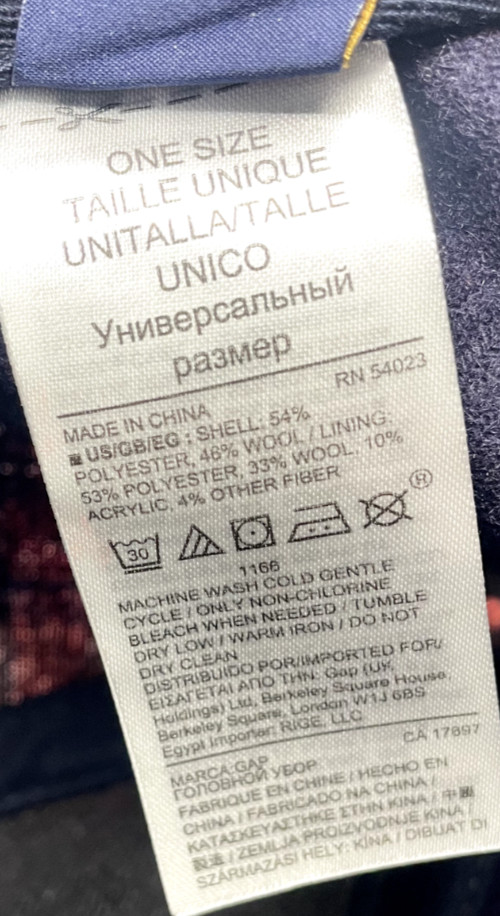 ONE SIZE
TAILLE UNIQUE
UNITALLA/TALLE
UNICO
Универсальный
размер
RN 54023
MADE IN CHINA
US/GB/EG : SHELL: 54%
POLYESTER, 46% WOOL / LINING:
53% POLYESTER, 33% WOOL, 10%
ACRYLIC, 4% OTHER FIBER
®
30
1166
MACHINE WASH COLD GENTLE
CYCLE / ONLY NON-CHLORINE
BLEACH WHEN NEEDED / TUMBLE
DRY LOW / WARM IRON / DO NOT
DRY CLEAN
DISTRIBUIDO POR/IMPORTED FOR/
ΕΙΣΑΓΕΤΑΙ ΑΠΟ ΤΗΝ: Gap (UK
Holdings) Ltd, Berkeley Square House,
Berkeley Square, London W1J 6BS
Egypt Importer: RIGE, LLC
CA 17897
MARCA:GAP
ГОЛОВНОЙ УБОР
FABRIQUÉ EN CHINE / HECHO EN
CHINA / FABRICADO NA CHINA /
ΚΑΤΑΣΚΕΥΑΣΤΗΚΕ ΣΤΗΝ ΚΙΝΑ / 中國
製造 / ZEMLJA PROIZVODNJE KINA /
SZÁRMAZÁSI HELY: KÍNA / DIBUAT DI